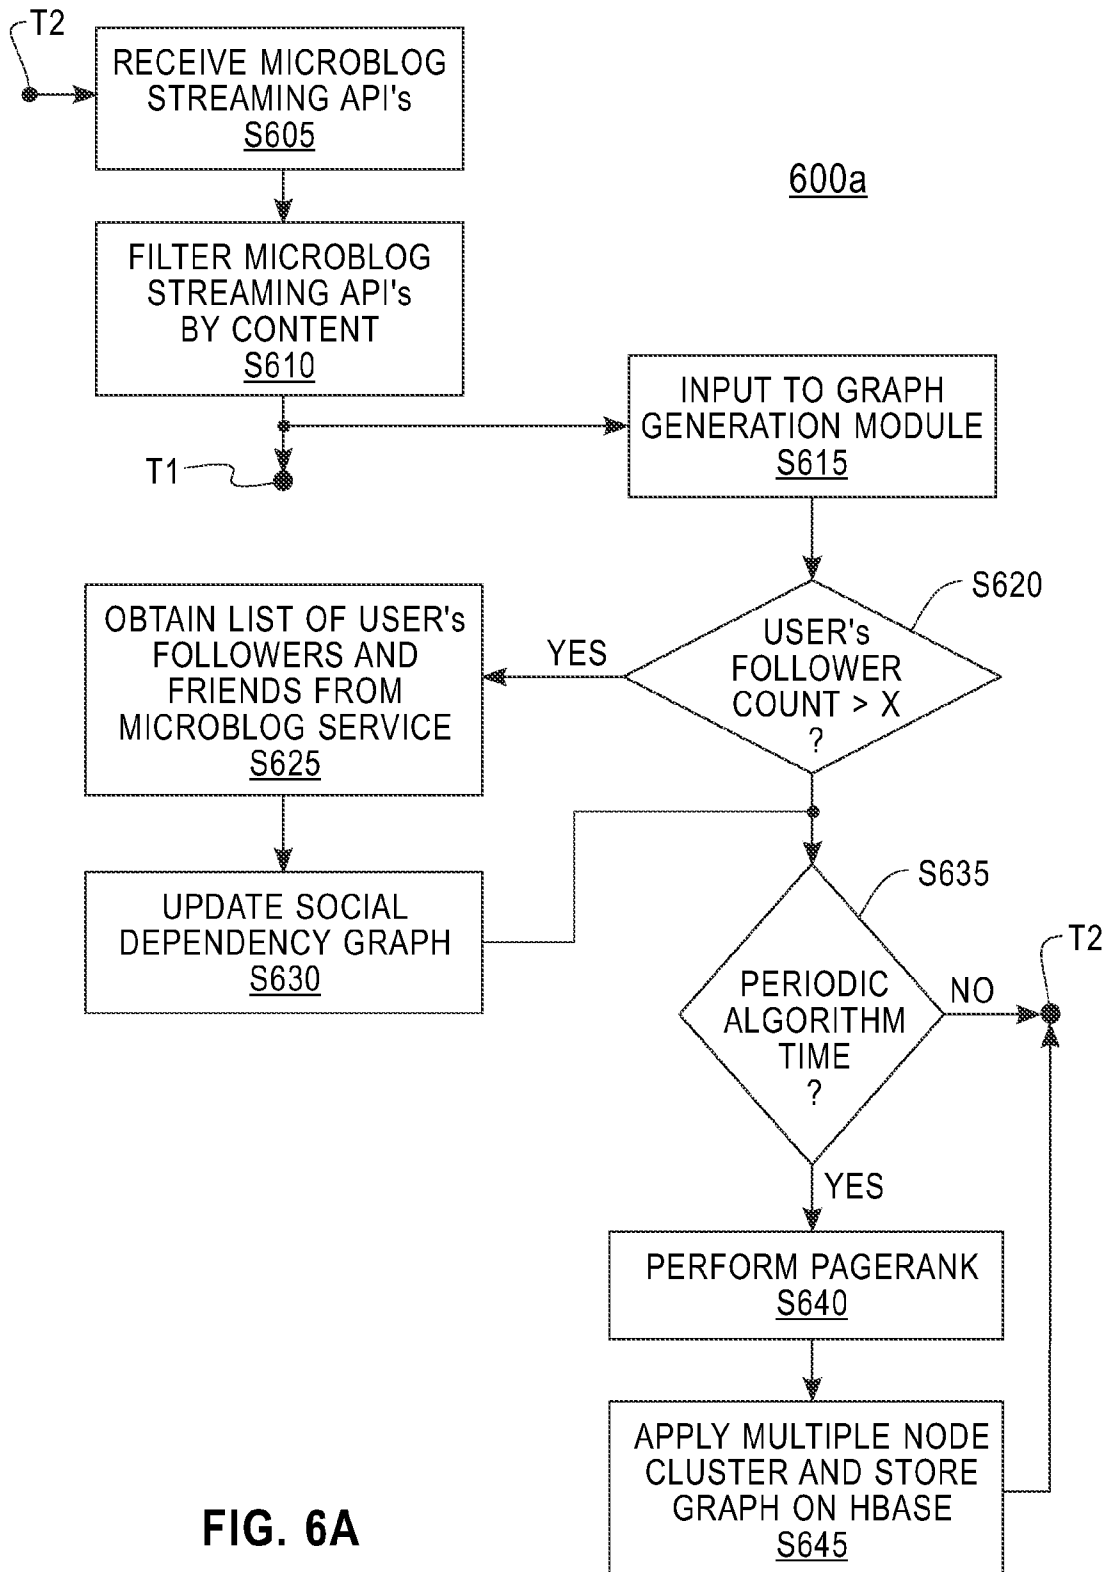 T2
RECEIVE MICROBLOG
STREAMING API's
S605
600a
FILTER MICROBLOG
STREAMING API's
BY CONTENT
S610
INPUT TO GRAPH
GENERATION MODULE
S615
T1
S620
USER's
FOLLOWER
COUNT > X
?
YES
OBTAIN LIST OF USER's
FOLLOWERS AND
FRIENDS FROM
MICROBLOG SERVICE
S625
UPDATE SOCIAL
DEPENDENCY GRAPH
S630
S635
PERIODIC
ALGORITHM
TIME
?
NO
T2
YES
PERFORM PAGERANK
S640
APPLY MULTIPLE NODE
CLUSTER AND STORE
GRAPH ON HBASE
S645
FIG. 6A